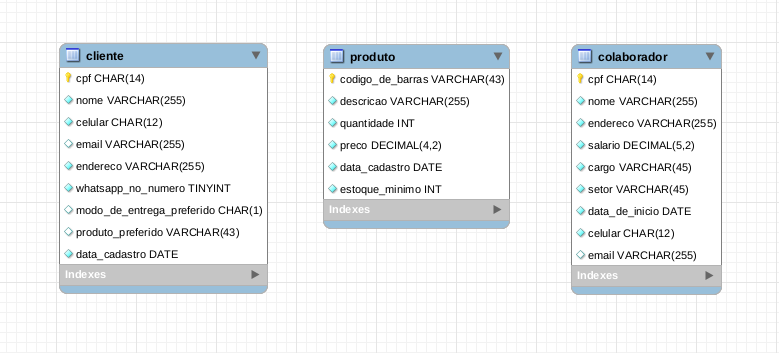 cliente
cpf CHAR(14)
nome VARCHAR(255)
celular CHAR(12)
email VARCHAR(255)
endereco VARCHAR(255)
whatsapp_no_numero TINYINT
modo_de_entrega_preferido CHAR(1)
produto_preferido VARCHAR(43)
data_cadastro DATE
Indexes
produto
codigo_de_barras VARCHAR(43)
descricao VARCHAR(255)
quantidade INT
preco DECIMAL(4,2)
data_cadastro DATE
estoque_minimo INT
Indexes
colaborador
cpf CHAR(14)
nome VARCHAR(255)
endereco VARCHAR(255)
salario DECIMAL(5,2)
cargo VARCHAR(45)
setor VARCHAR(45)
data_de_inicio DATE
celular CHAR(12)
email VARCHAR(255)
Indexes